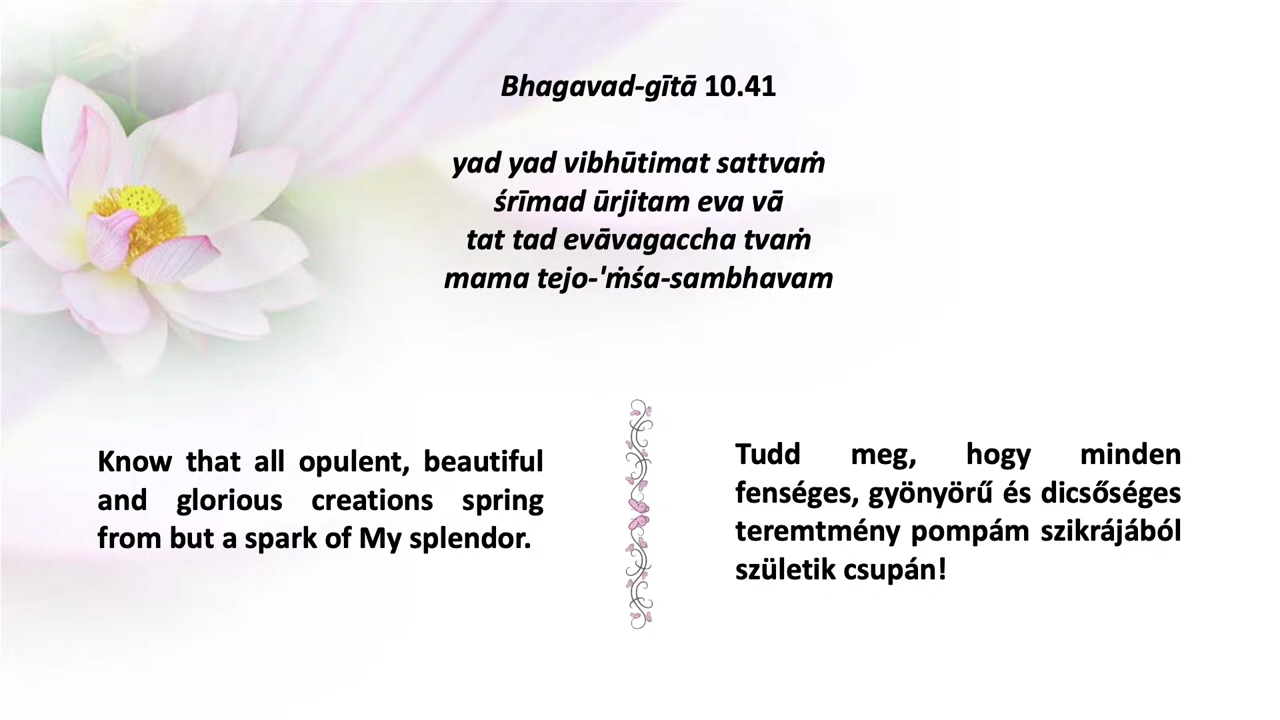 Bhagavad-gītā 10.41
yad yad vibhūtimat sattvaṁ
śrīmad ūrjitam eva vā
tat tad evāvagaccha tvaṁ
mama tejo-'ṁśa-sambhavam
Know that all opulent, beautiful
and glorious creations spring
from but a spark of My splendor.
Tudd meg, hogy minden
fenséges, gyönyörű és dicsőséges
teremtmény pompám szikrájából
születik csupán!